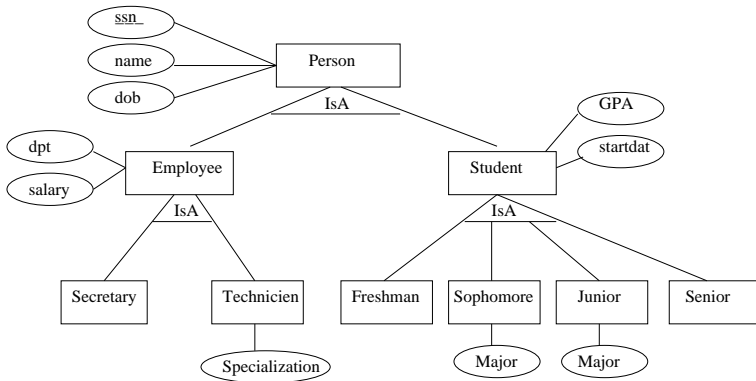 ssn
name
dob
Person
IsA
GPA
startdat
dpt
salary
Employee
Student
IsA
IsA
Secretary
Technicien
Freshman
Sophomore
Junior
Senior
Specialization
Major
Major